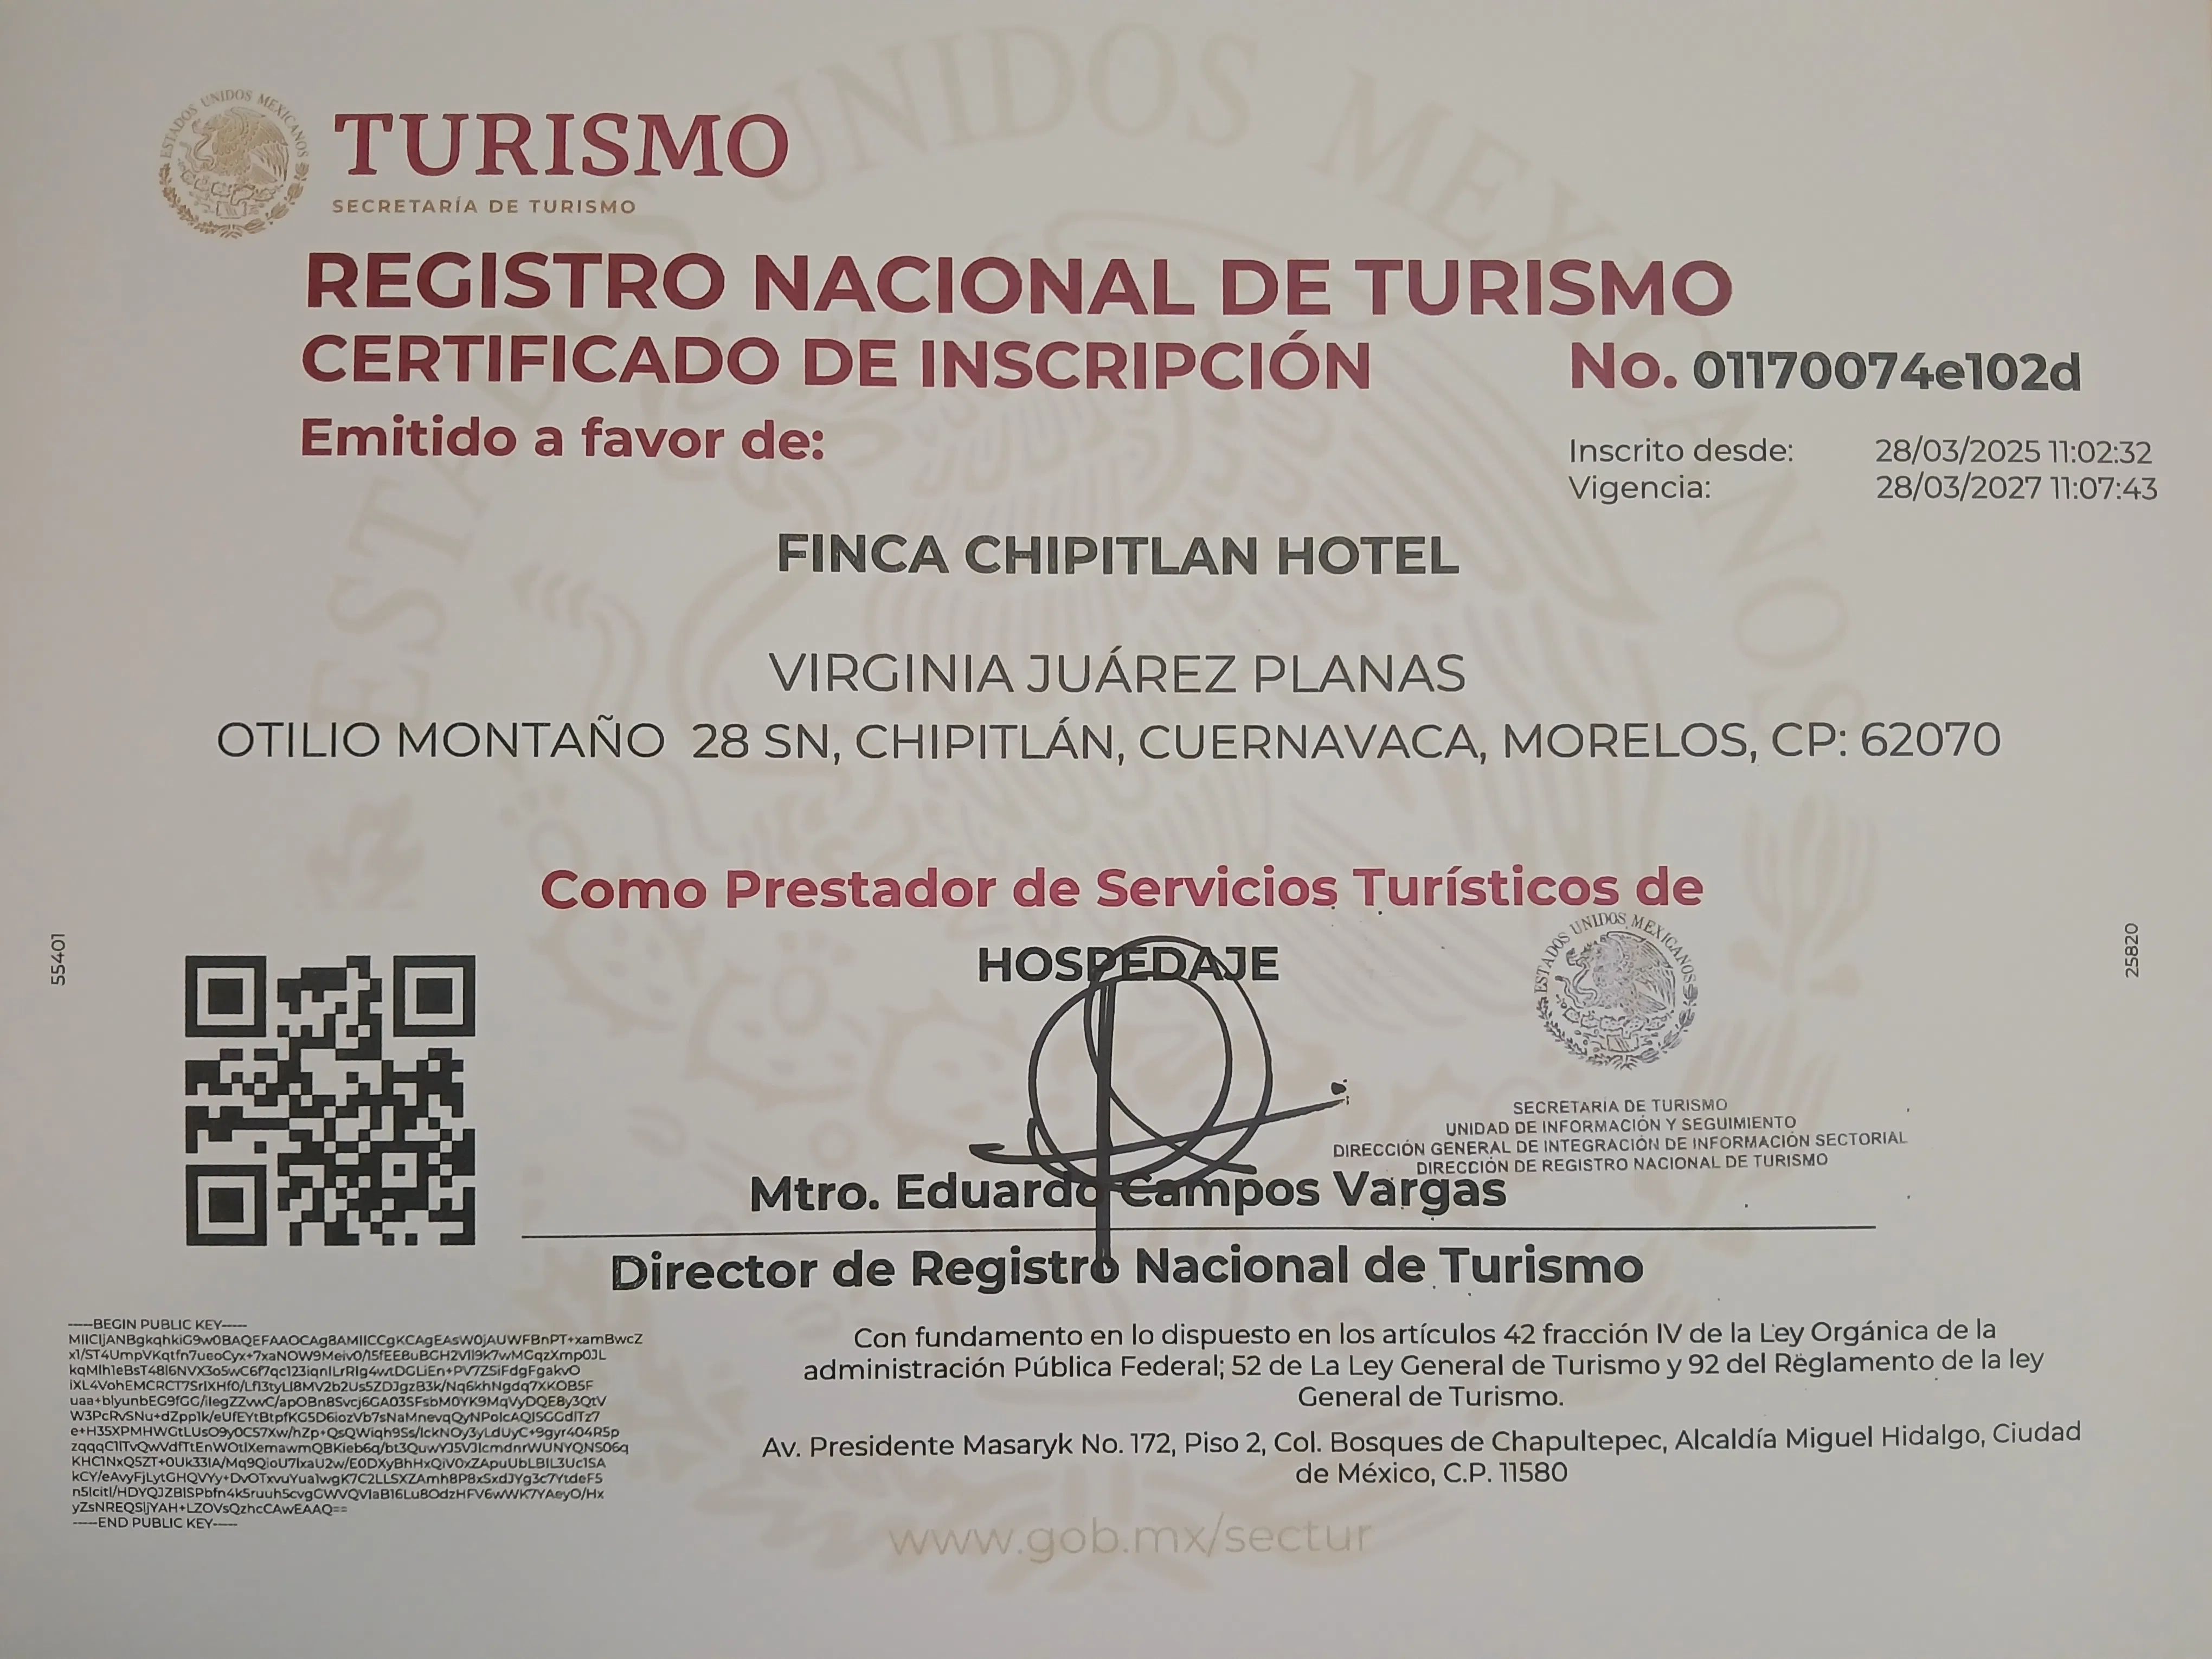 ESTADOS UNIDOS MEXICANOS
TURISMO
SECRETARÍA DE TURISMO
REGISTRO NACIONAL DE TURISMO
CERTIFICADO DE INSCRIPCIÓN
No. 01170074e102d
Emitido a favor de:
Inscrito desde: 28/03/2025 11:02:32
Vigencia: 28/03/2027 11:07:43
FINCA CHIPITLAN HOTEL
VIRGINIA JUÁREZ PLANAS
OTILIO MONTAÑO 28 SN, CHIPITLÁN, CUERNAVACA, MORELOS, CP: 62070
Como Prestador de Servicios Turísticos de
HOSPEDAJE
55401
25820
ESTADOS UNIDOS MEXICANOS
SECRETARÍA DE TURISMO
UNIDAD DE INFORMACIÓN Y SEGUIMIENTO
DIRECCIÓN GENERAL DE INTEGRACIÓN DE INFORMACIÓN SECTORIAL
DIRECCIÓN DE REGISTRO NACIONAL DE TURISMO
Mtro. Eduardo Campos Vargas
Director de Registro Nacional de Turismo
-----BEGIN PUBLIC KEY-----
-----END PUBLIC KEY-----
Con fundamento en lo dispuesto en los artículos 42 fracción IV de la Ley Orgánica de la
administración Pública Federal; 52 de La Ley General de Turismo y 92 del Reglamento de la ley
General de Turismo.
Av. Presidente Masaryk No. 172, Piso 2, Col. Bosques de Chapultepec, Alcaldía Miguel Hidalgo, Ciudad
de México, C.P. 11580
www.gob.mx/sectur
ESTADOS UNIDOS MEXICANOS